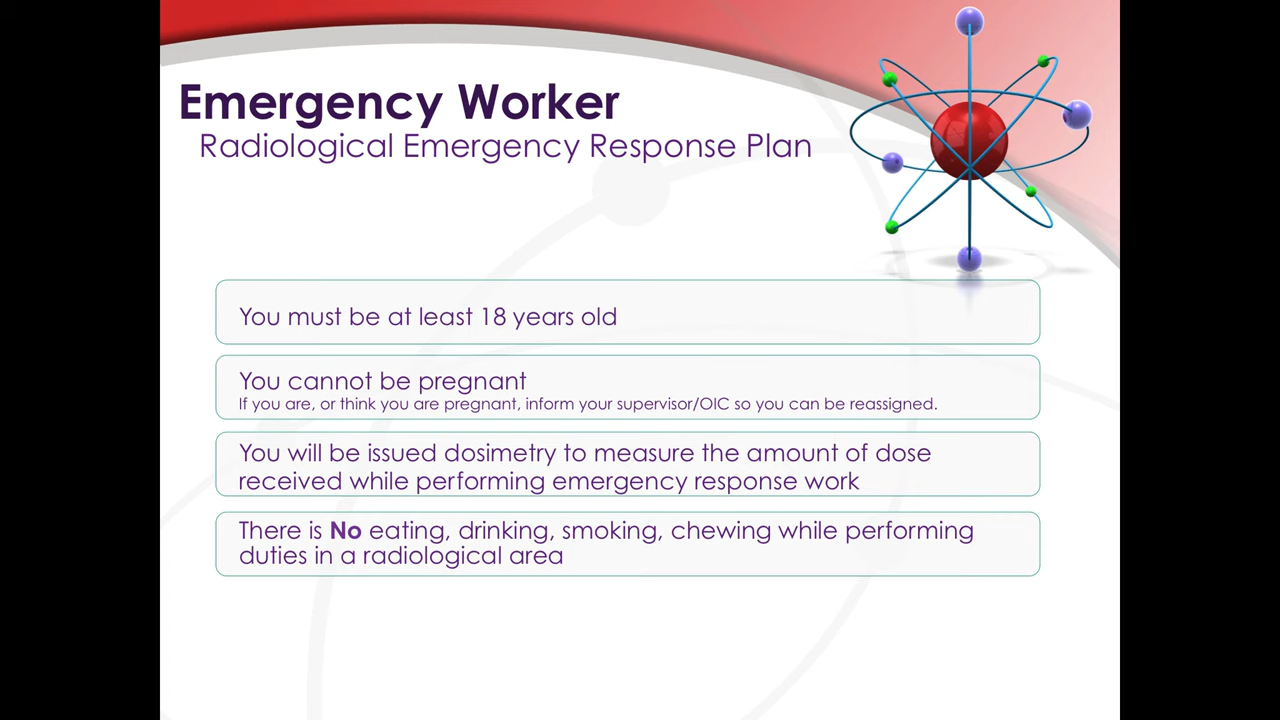 Emergency Worker
Radiological Emergency Response Plan
You must be at least 18 years old
You cannot be pregnant
If you are, or think you are pregnant, inform your supervisor/OIC so you can be reassigned.
You will be issued dosimetry to measure the amount of dose
received while performing emergency response work
There is No eating, drinking, smoking, chewing while performing
duties in a radiological area